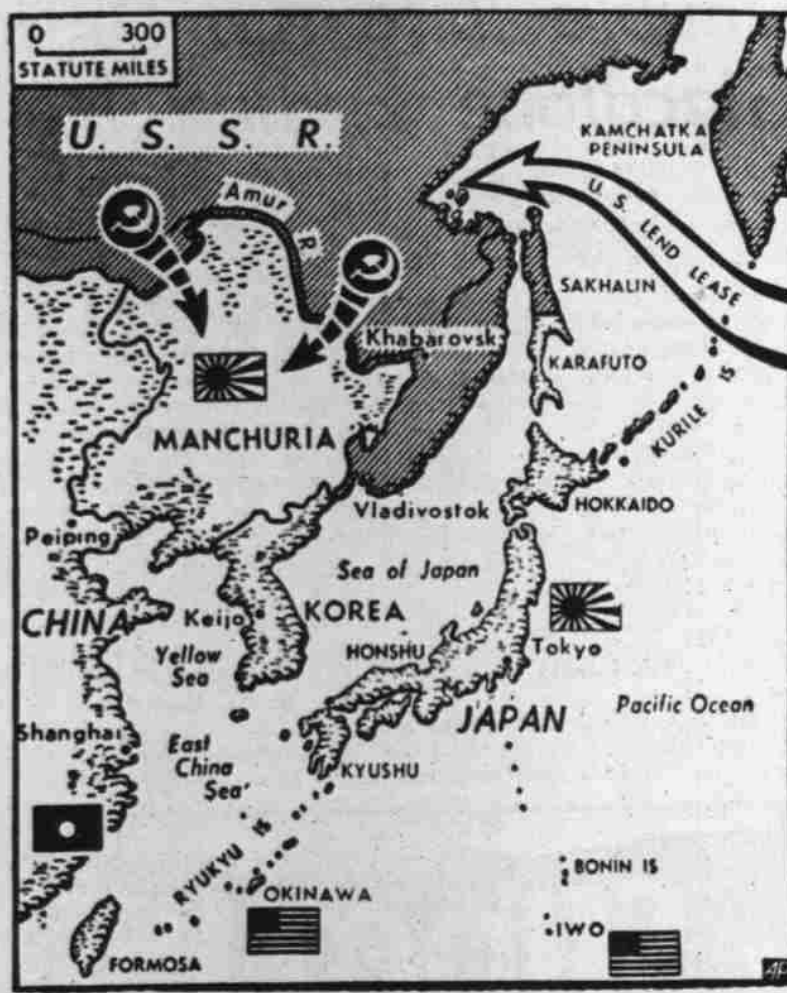 0 300
STATUTE MILES
U. S. S. R.
KAMCHATKA
PENINSULA
Amur
R.
U. S. LEND LEASE
SAKHALIN
Khabarovsk
KARAFUTO
KURILE IS
MANCHURIA
HOKKAIDO
Vladivostok
Peiping
Sea of Japan
CHINA
Keijo
KOREA
Yellow
Sea
HONSHU
Tokyo
Pacific Ocean
JAPAN
Shanghai
East
China
Sea
KYUSHU
RYUKYU IS
BONIN IS
OKINAWA
IWO
FORMOSA
AP